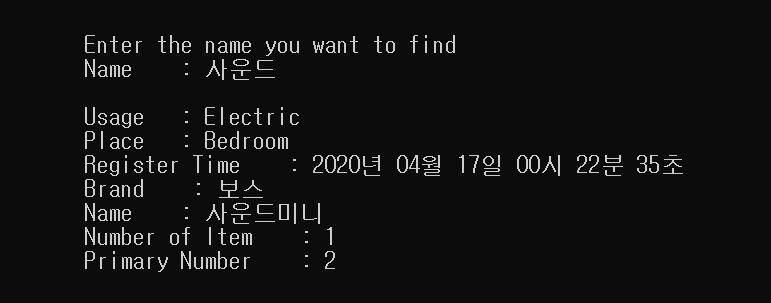 Enter the name you want to find
Name : 사운드
Usage : Electric
Place : Bedroom
Register Time : 2020년 04월 17일 00시 22분 35초
Brand : 보스
Name : 사운드미니
Number of Item : 1
Primary Number : 2